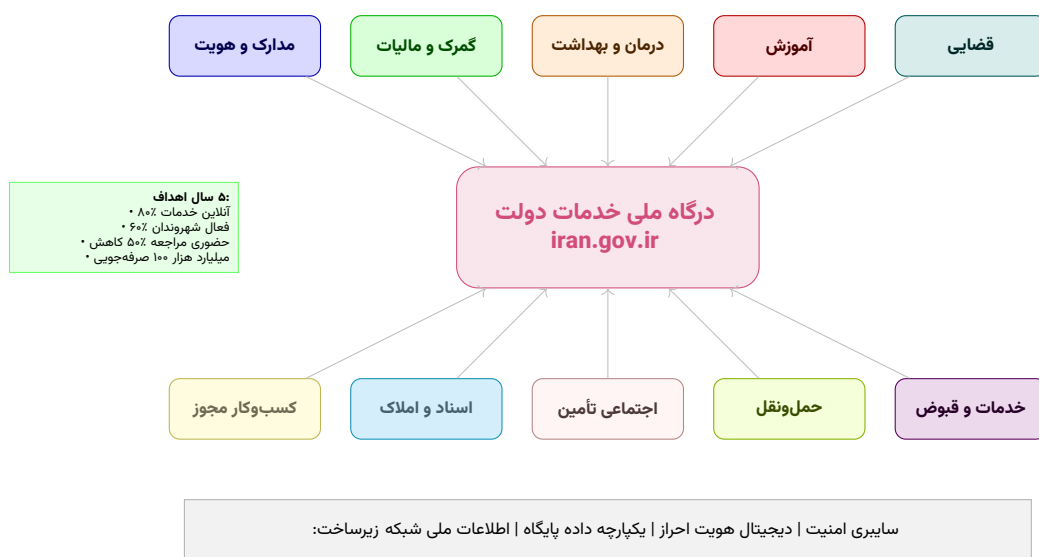 قضایی
آموزش
درمان و بهداشت
گمرک و مالیات
مدارک و هویت
درگاه ملی خدمات دولت
iran.gov.ir
:۵ سال اهداف
آنلاین خدمات ۸۰٪ •
فعال شهروندان ۶۰٪ •
حضوری مراجعه ۵۰٪ کاهش •
میلیارد هزار ۱۰۰ صرفه‌جویی •
خدمات و قبوض
حمل‌ونقل
اجتماعی تأمین
اسناد و املاک
کسب‌وکار مجوز
سایبری امنیت | دیجیتال هویت احراز | یکپارچه داده پایگاه | اطلاعات ملی شبکه زیرساخت: